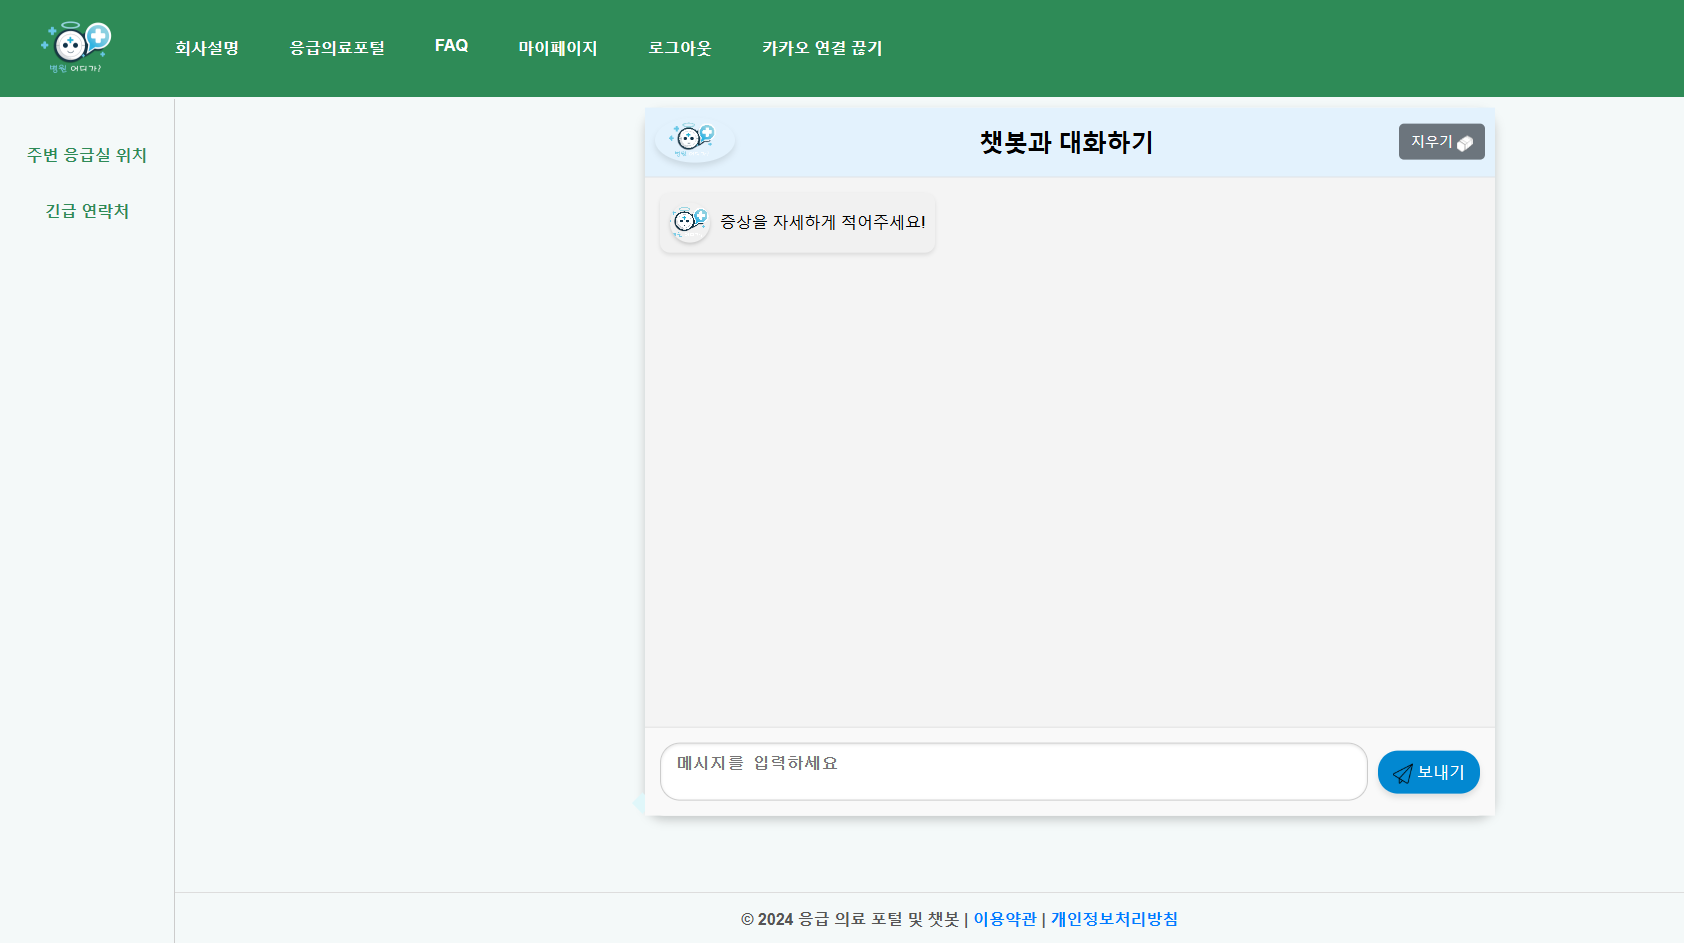 병원 어디가?
회사설명 응급의료포털 FAQ 마이페이지 로그아웃 카카오 연결 끊기
주변 응급실 위치
긴급 연락처
챗봇과 대화하기
지우기
증상을 자세하게 적어주세요!
메시지를 입력하세요
보내기
© 2024 응급 의료 포털 및 챗봇 | 이용약관 | 개인정보처리방침